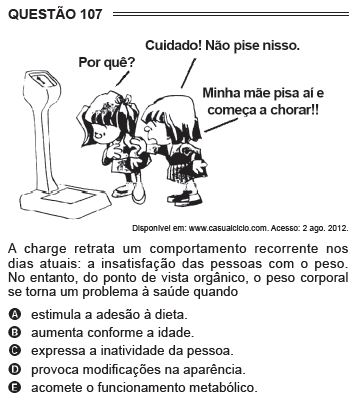 QUESTÃO 107
Cuidado! Não pise nisso.
Por quê?
Minha mãe pisa aí e
começa a chorar!!
Disponível em: www.casualciclo.com. Acesso: 2 ago. 2012.
A charge retrata um comportamento recorrente nos
dias atuais: a insatisfação das pessoas com o peso.
No entanto, do ponto de vista orgânico, o peso corporal
se torna um problema à saúde quando
A estimula a adesão à dieta.
B aumenta conforme a idade.
C expressa a inatividade da pessoa.
D provoca modificações na aparência.
E acomete o funcionamento metabólico.